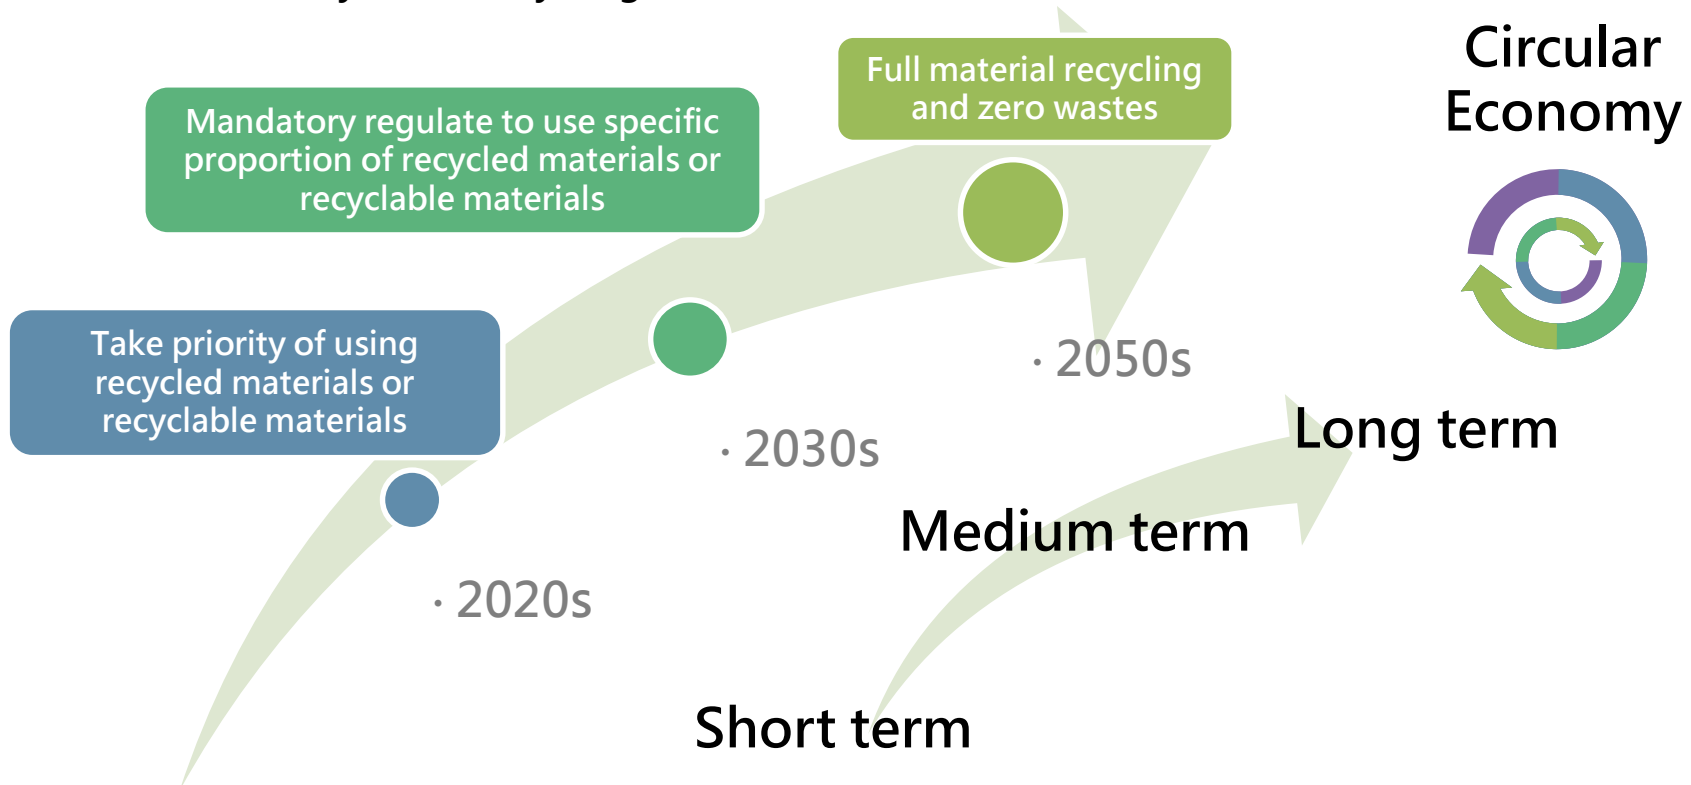 Circular
Economy
Full material recycling
and zero wastes
Mandatory regulate to use specific
proportion of recycled materials or
recyclable materials
Take priority of using
recycled materials or
recyclable materials
· 2050s
· 2030s
· 2020s
Long term
Medium term
Short term